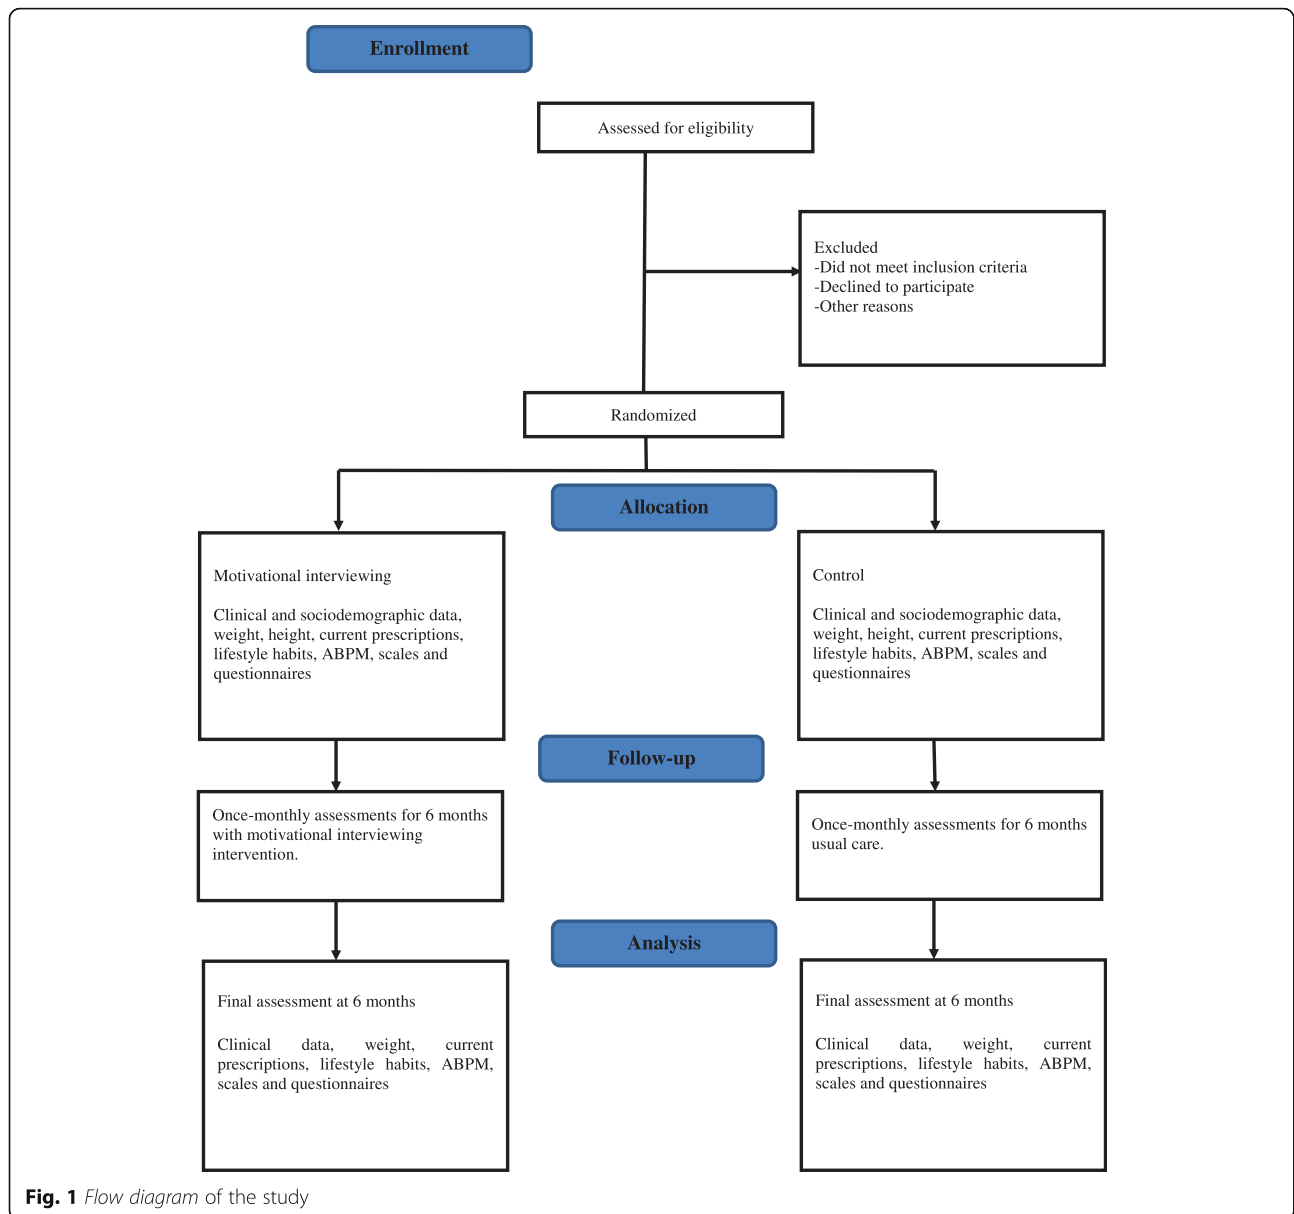 Enrollment
Assessed for eligibility
Excluded
-Did not meet inclusion criteria
-Declined to participate
-Other reasons
Randomized
Allocation
Motivational interviewing
Clinical and sociodemographic data,
weight, height, current prescriptions,
lifestyle habits, ABPM, scales and
questionnaires
Control
Clinical and sociodemographic data,
weight, height, current prescriptions,
lifestyle habits, ABPM, scales and
questionnaires
Follow-up
Once-monthly assessments for 6 months
with motivational interviewing
intervention.
Once-monthly assessments for 6 months
usual care.
Analysis
Final assessment at 6 months
Clinical data, weight, current
prescriptions, lifestyle habits, ABPM,
scales and questionnaires
Final assessment at 6 months
Clinical data, weight, current
prescriptions, lifestyle habits, ABPM,
scales and questionnaires
Fig. 1 Flow diagram of the study